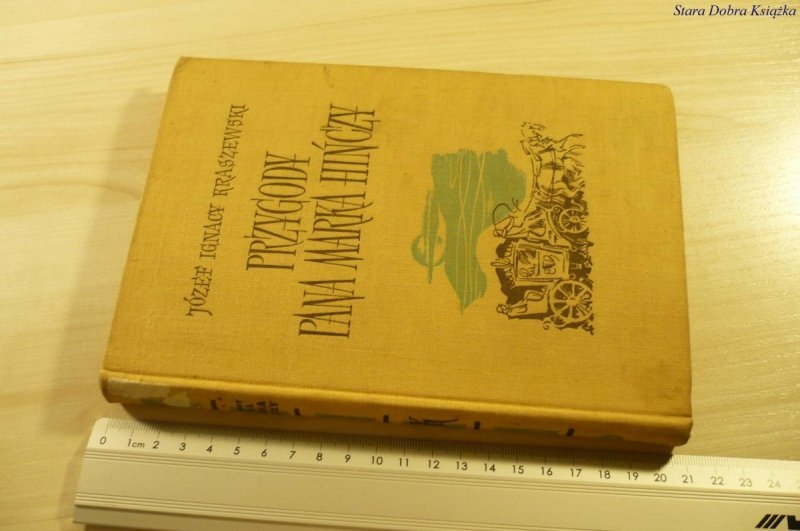 Stara Dobra Książka
JÓZEF IGNACY KRASZEWSKI
PRZYGODY
PANA MARKA HIŃCZY
0 1cm 2 3 4 5 6 7 8 9 10 11 12 13 14 15 16 17 18 19 20 21 22 23 24